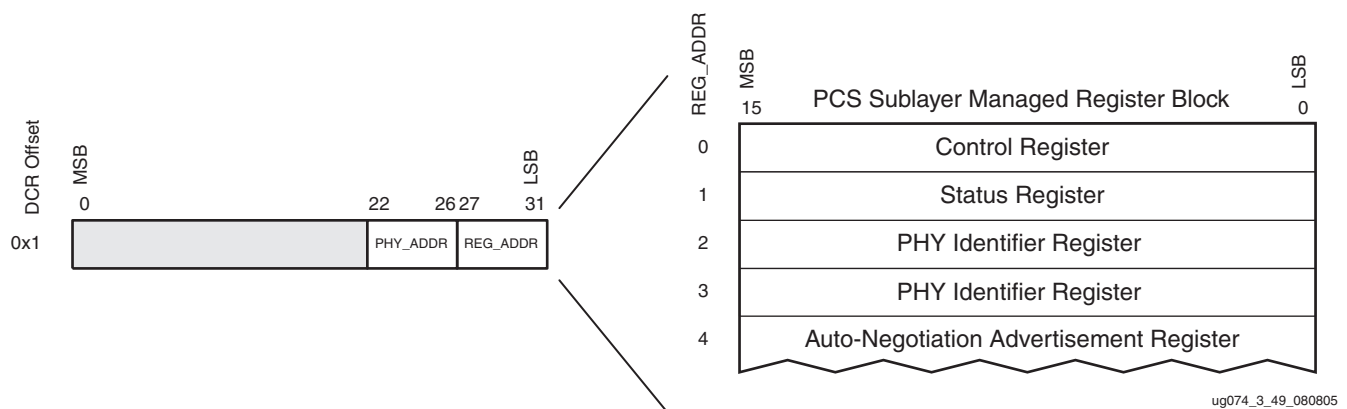 DCR Offset
MSB
LSB
0
22
26 27
31
0x1
PHY_ADDR
REG_ADDR
REG_ADDR
MSB
LSB
15
PCS Sublayer Managed Register Block
0
0
Control Register
1
Status Register
2
PHY Identifier Register
3
PHY Identifier Register
4
Auto-Negotiation Advertisement Register
ug074_3_49_080805